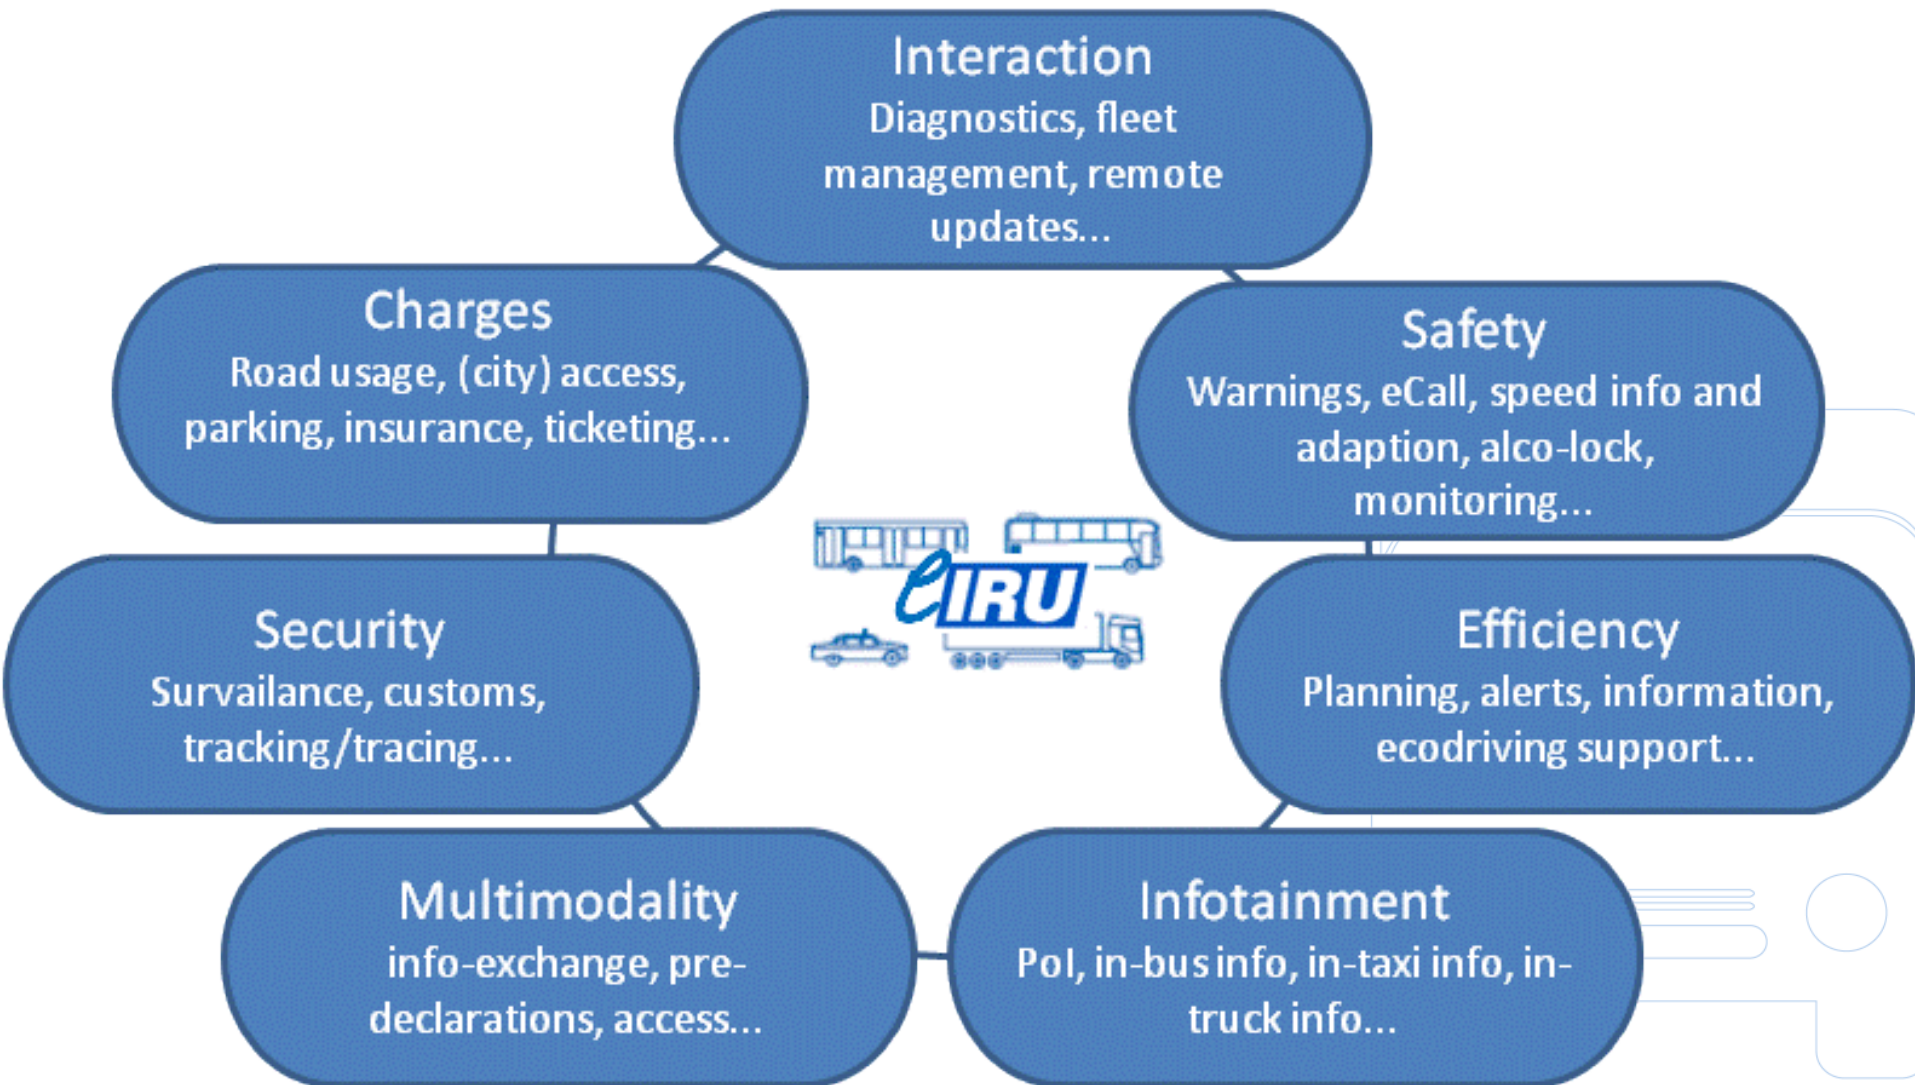 Interaction
Diagnostics, fleet
management, remote
updates...
Charges
Road usage, (city) access,
parking, insurance, ticketing...
Safety
Warnings, eCall, speed info and
adaption, alco-lock,
monitoring...
eIRU
Security
Survailance, customs,
tracking/tracing...
Efficiency
Planning, alerts, information,
ecodriving support...
Multimodality
info-exchange, pre-
declarations, access...
Infotainment
PoI, in-bus info, in-taxi info, in-
truck info...